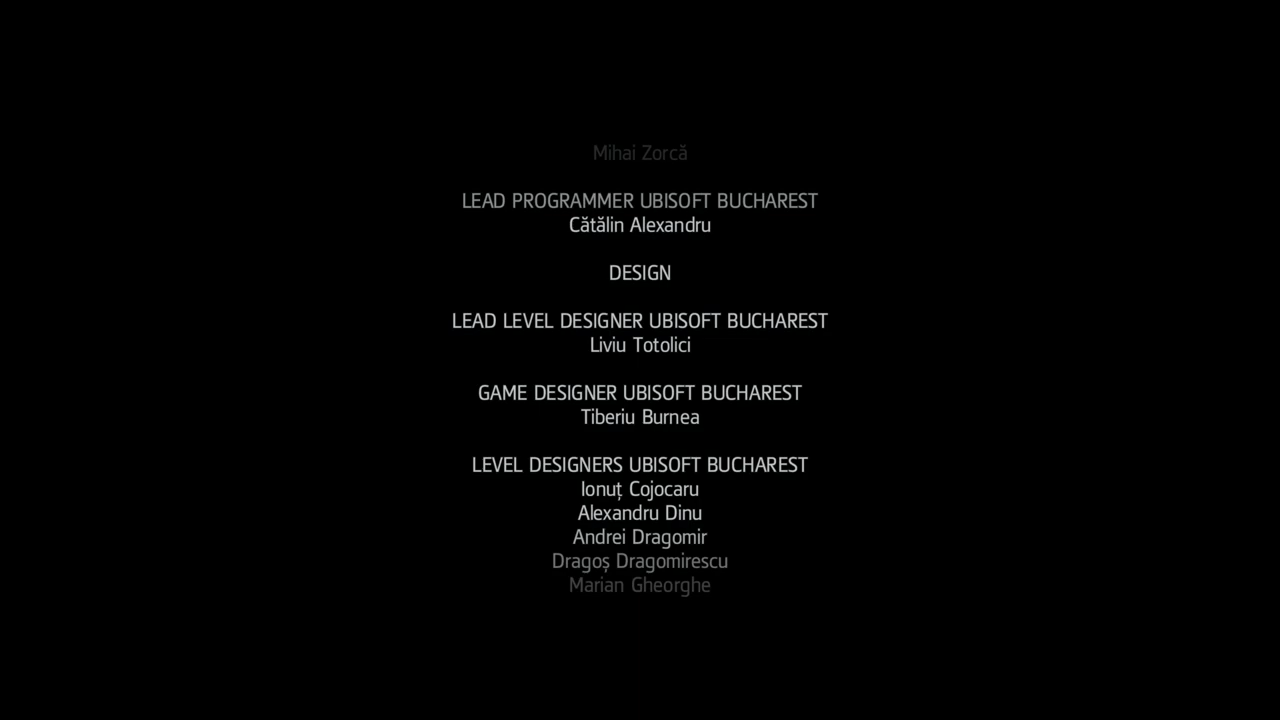 Mihai Zorcă
LEAD PROGRAMMER UBISOFT BUCHAREST
Cătălin Alexandru
DESIGN
LEAD LEVEL DESIGNER UBISOFT BUCHAREST
Liviu Totolici
GAME DESIGNER UBISOFT BUCHAREST
Tiberiu Burnea
LEVEL DESIGNERS UBISOFT BUCHAREST
Ionuț Cojocaru
Alexandru Dinu
Andrei Dragomir
Dragoș Dragomirescu
Marian Gheorghe